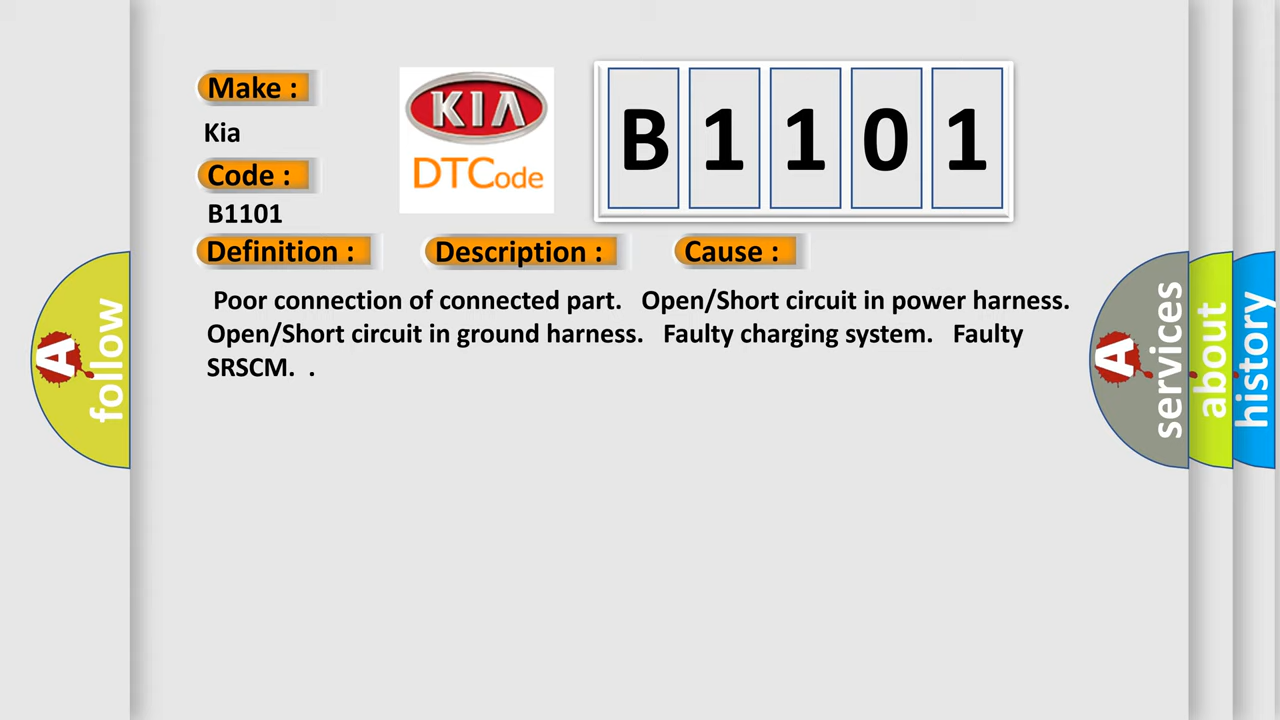 Make :
Kia
Code :
B1101
KIA
DTCode
B 1 1 0 1
Definition :
Description :
Cause :
Poor connection of connected part. Open/Short circuit in power harness.
Open/Short circuit in ground harness. Faulty charging system. Faulty
SRSCM. .
A follow
A services
about
history